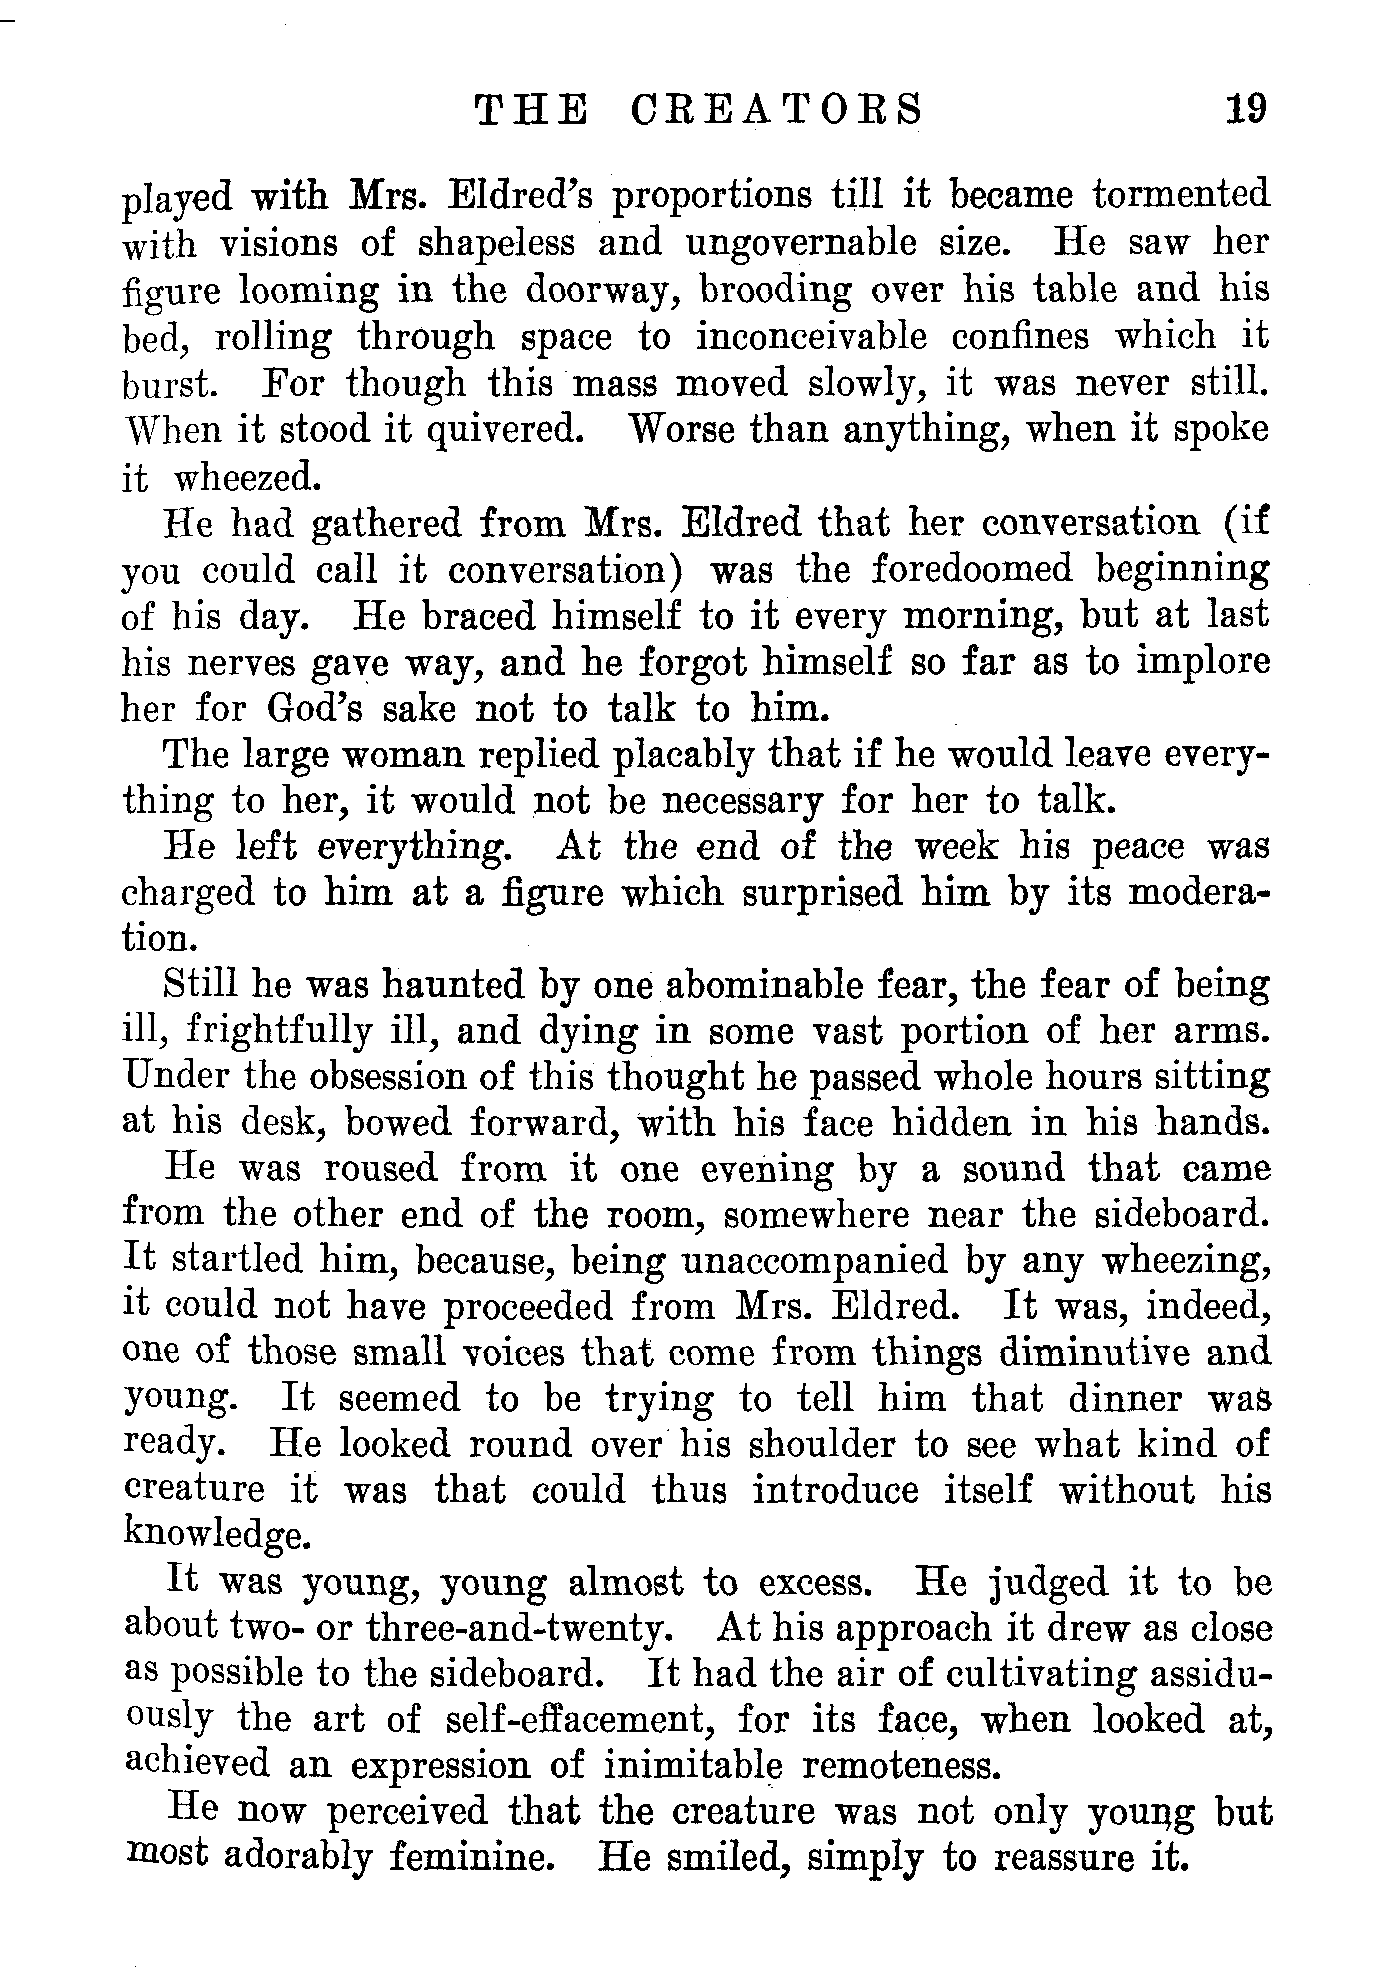 THE CREATORS 19
played with Mrs. Eldred's proportions till it became tormented
with visions of shapeless and ungovernable size. He saw her
figure looming in the doorway, brooding over his table and his
bed, rolling through space to inconceivable confines which it
burst. For though this mass moved slowly, it was never still.
When it stood it quivered. Worse than anything, when it spoke
it wheezed.
He had gathered from Mrs. Eldred that her conversation (if
you could call it conversation) was the foredoomed beginning
of his day. He braced himself to it every morning, but at last
his nerves gave way, and he forgot himself so far as to implore
her for God's sake not to talk to him.
The large woman replied placably that if he would leave every-
thing to her, it would not be necessary for her to talk.
He left everything. At the end of the week his peace was
charged to him at a figure which surprised him by its modera-
tion.
Still he was haunted by one abominable fear, the fear of being
ill, frightfully ill, and dying in some vast portion of her arms.
Under the obsession of this thought he passed whole hours sitting
at his desk, bowed forward, with his face hidden in his hands.
He was roused from it one evening by a sound that came
from the other end of the room, somewhere near the sideboard.
It startled him, because, being unaccompanied by any wheezing,
it could not have proceeded from Mrs. Eldred. It was, indeed,
one of those small voices that come from things diminutive and
young. It seemed to be trying to tell him that dinner was
ready. He looked round over his shoulder to see what kind of
creature it was that could thus introduce itself without his
knowledge.
It was young, young almost to excess. He judged it to be
about two- or three-and-twenty. At his approach it drew as close
as possible to the sideboard. It had the air of cultivating assidu-
ously the art of self-effacement, for its face, when looked at,
achieved an expression of inimitable remoteness.
He now perceived that the creature was not only young but
most adorably feminine. He smiled, simply to reassure it.